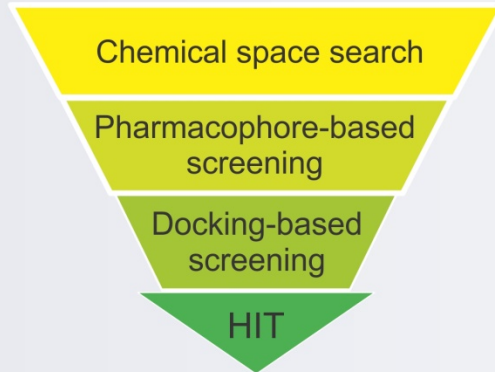 Chemical space search
Pharmacophore-based
screening
Docking-based
screening
HIT